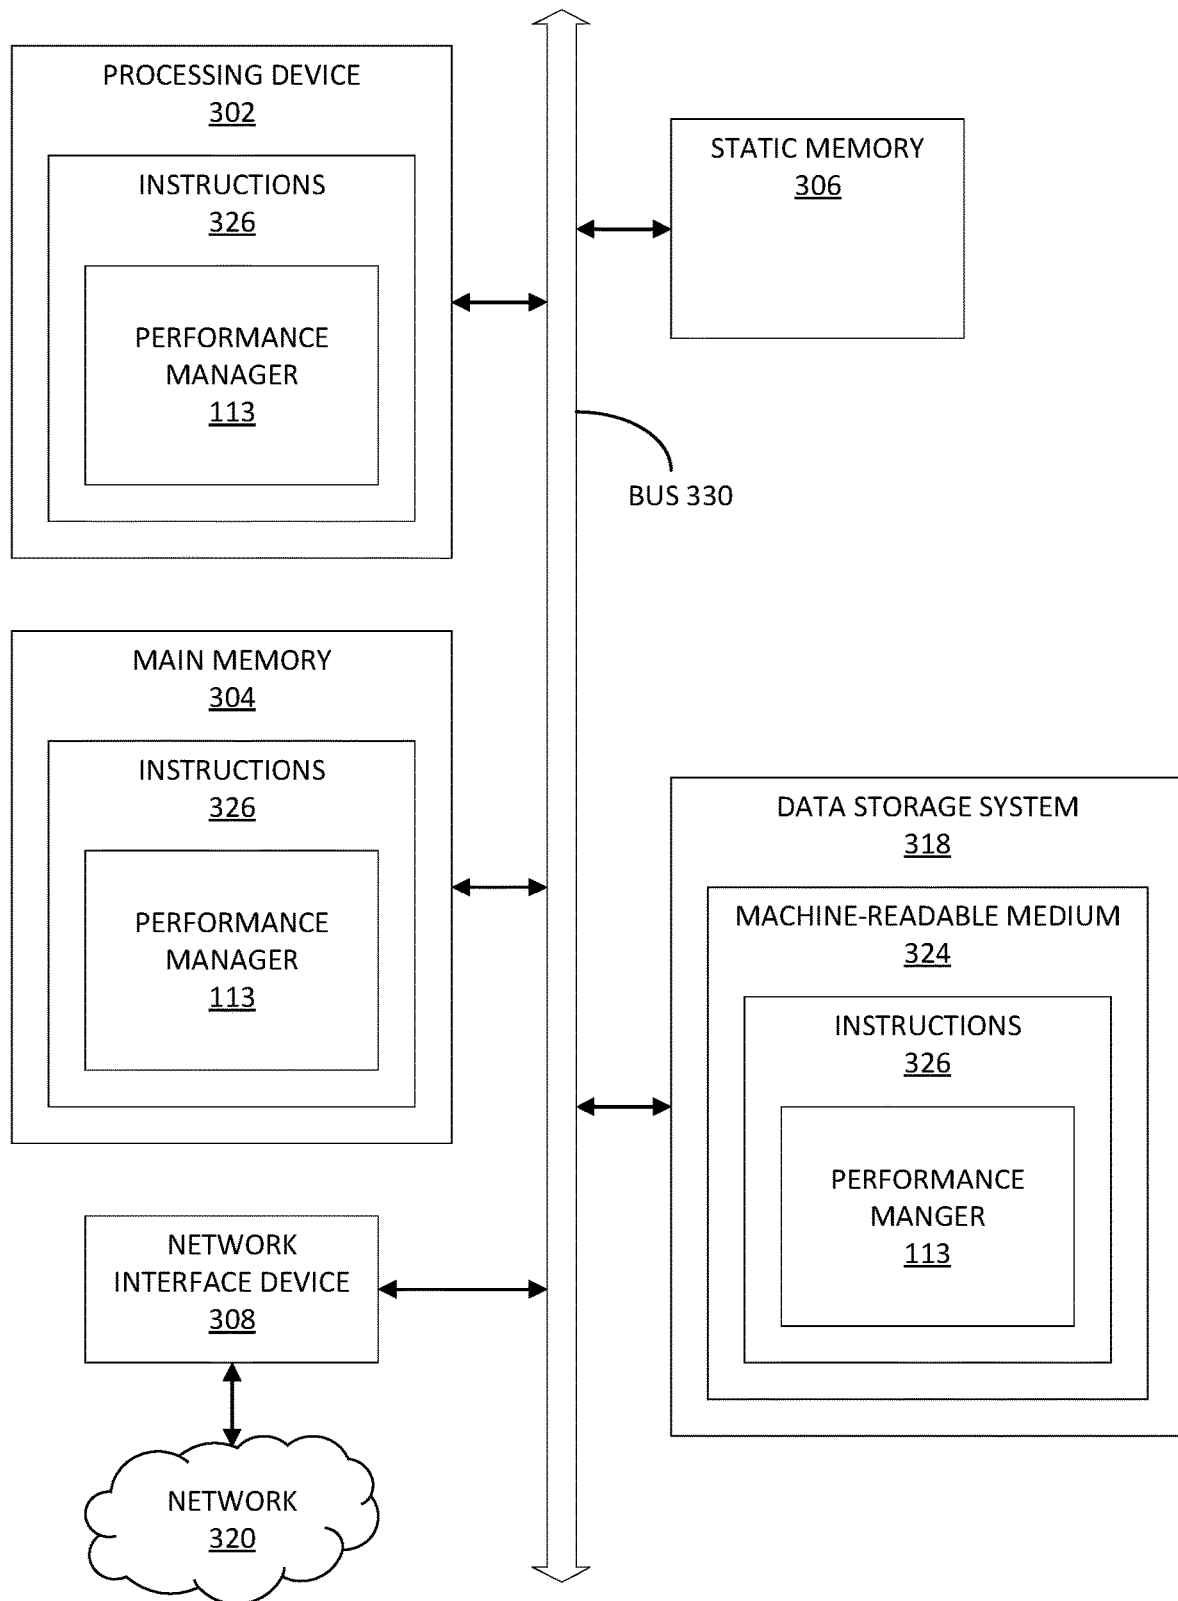 PROCESSING DEVICE
302
INSTRUCTIONS
326
PERFORMANCE
MANAGER
113
STATIC MEMORY
306
BUS 330
MAIN MEMORY
304
INSTRUCTIONS
326
PERFORMANCE
MANAGER
113
DATA STORAGE SYSTEM
318
MACHINE-READABLE MEDIUM
324
INSTRUCTIONS
326
PERFORMANCE
MANGER
113
NETWORK
INTERFACE DEVICE
308
NETWORK
320